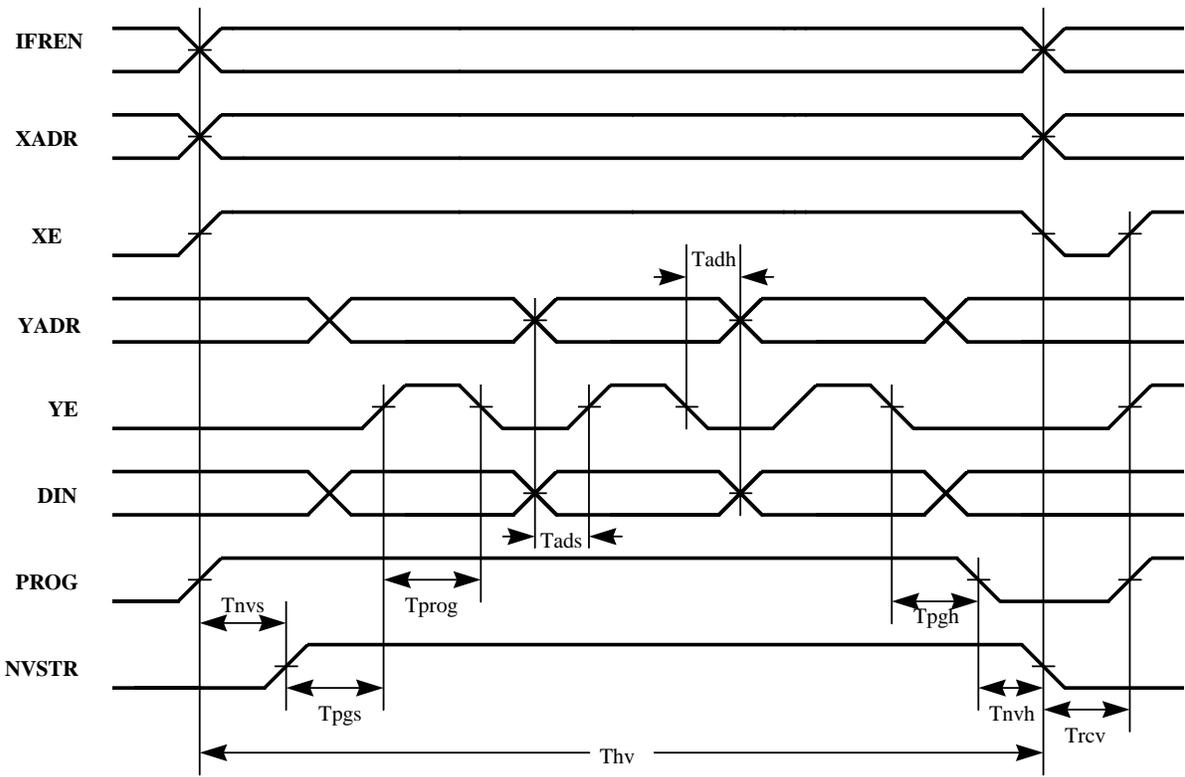 IFREN
XADR
XE
Tadh
YADR
YE
DIN
Tads
PROG
Tnvs
Tprog
Tpgh
NVSTR
Tpgs
Tnvh
Trcv
Thv